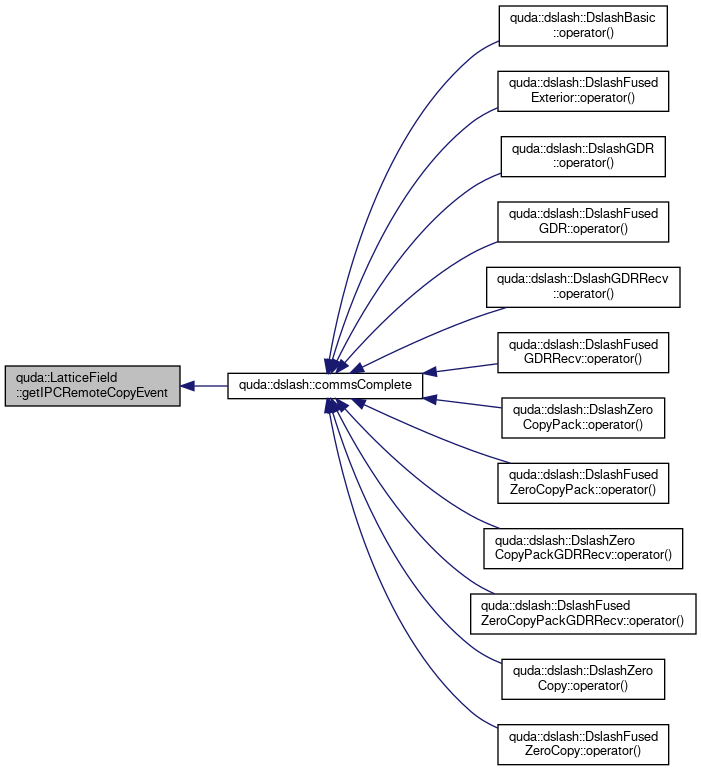 quda::dslash::DslashBasic
::operator()
quda::dslash::DslashFused
Exterior::operator()
quda::dslash::DslashGDR
::operator()
quda::dslash::DslashFused
GDR::operator()
quda::dslash::DslashGDRRecv
::operator()
quda::dslash::DslashFused
GDRRecv::operator()
quda::LatticeField
::getIPCRemoteCopyEvent
quda::dslash::commsComplete
quda::dslash::DslashZero
CopyPack::operator()
quda::dslash::DslashFused
ZeroCopyPack::operator()
quda::dslash::DslashZero
CopyPackGDRRecv::operator()
quda::dslash::DslashFused
ZeroCopyPackGDRRecv::operator()
quda::dslash::DslashZero
Copy::operator()
quda::dslash::DslashFused
ZeroCopy::operator()